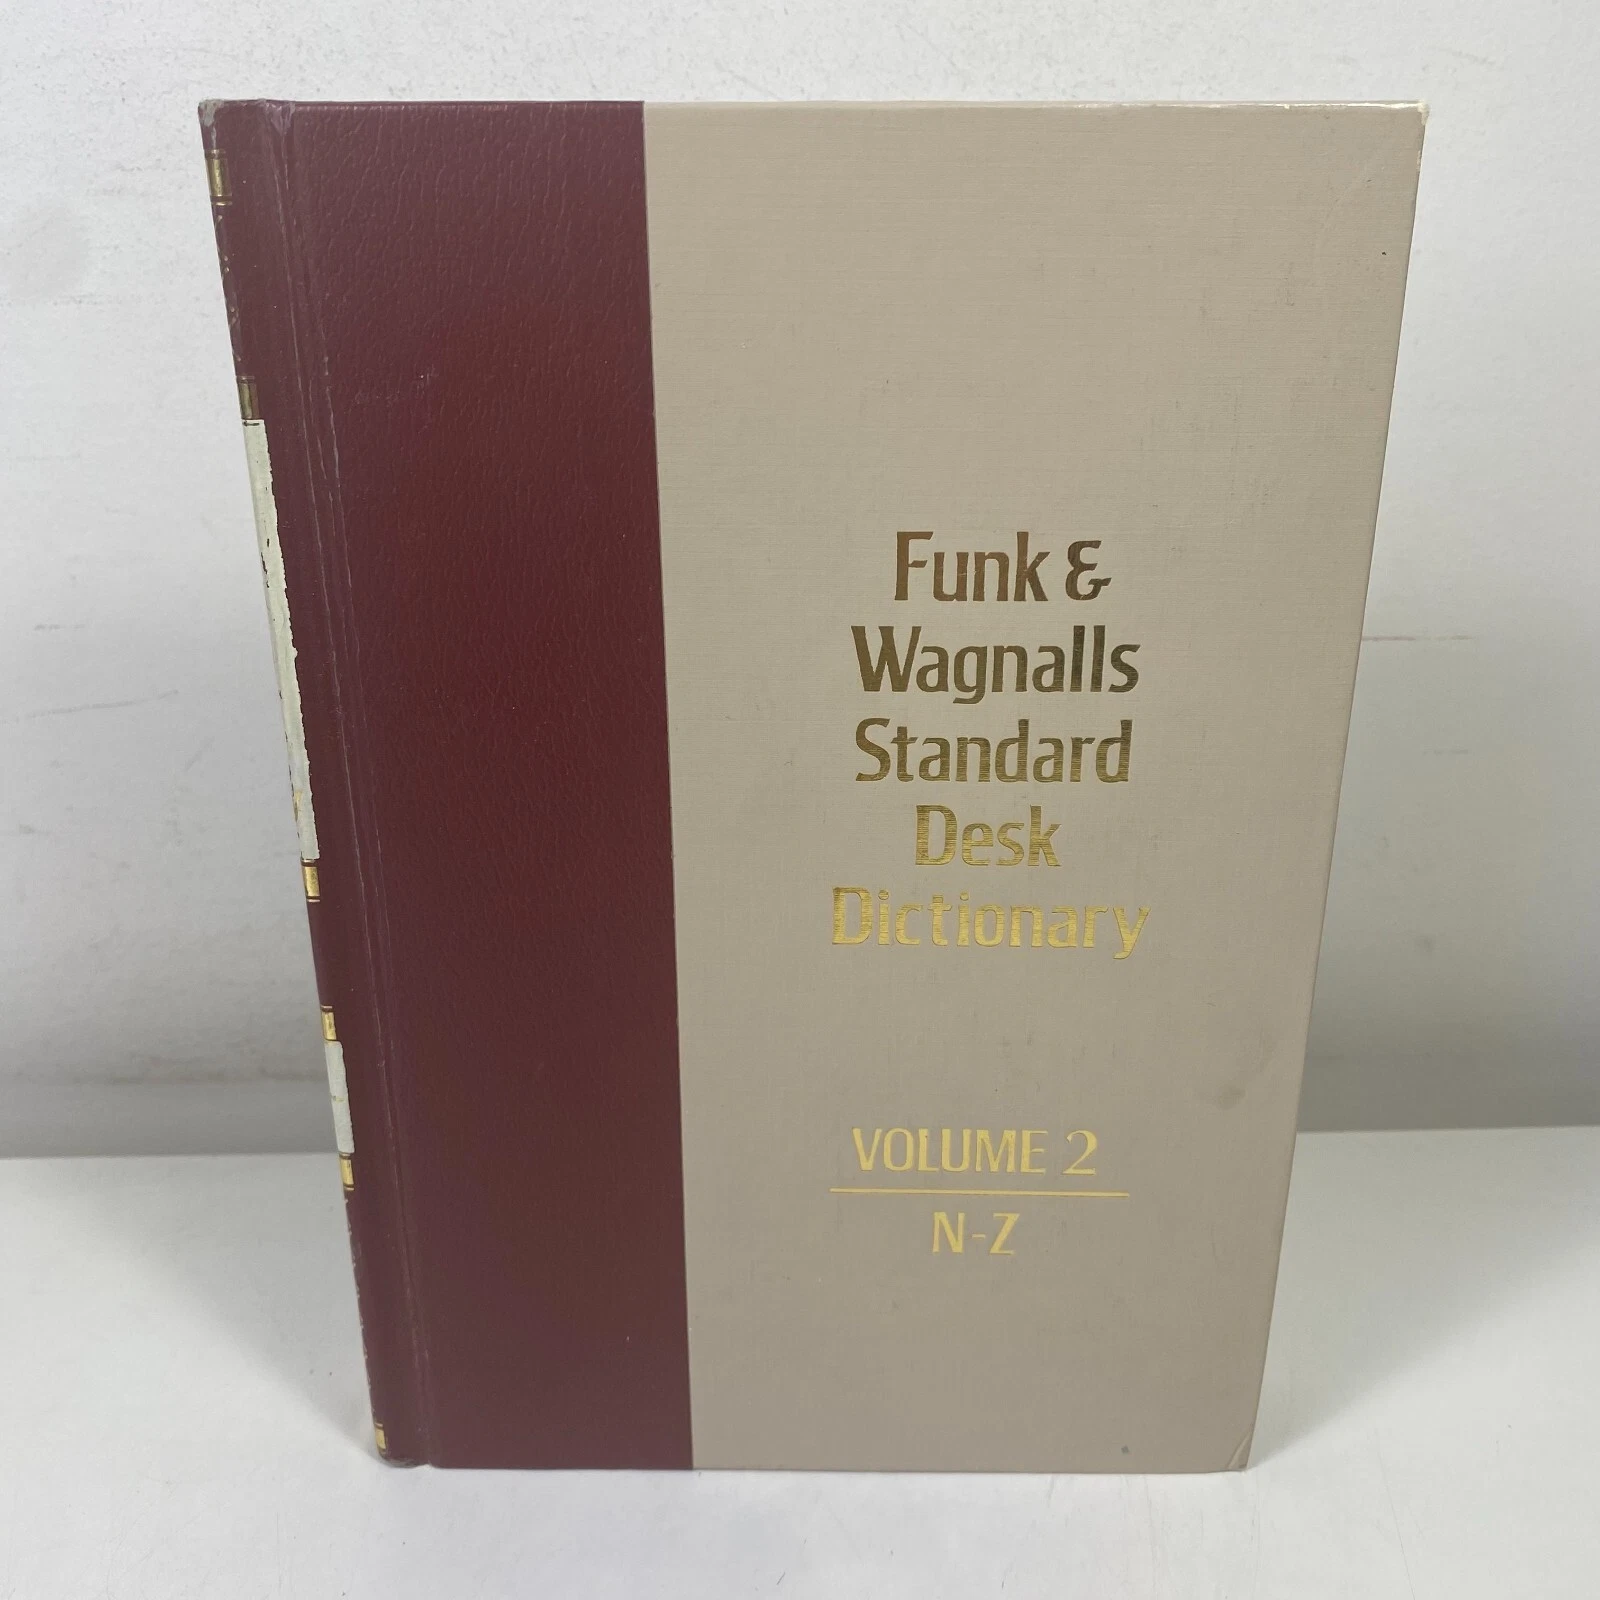 Funk &
Wagnalls
Standard
Desk
Dictionary
VOLUME 2
N-Z